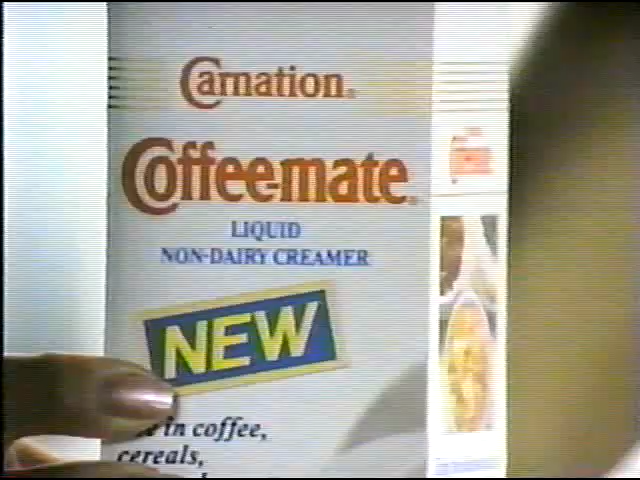 Carnation®
Coffee-mate®
LIQUID
NON-DAIRY CREAMER
NEW
in coffee,
cereals,